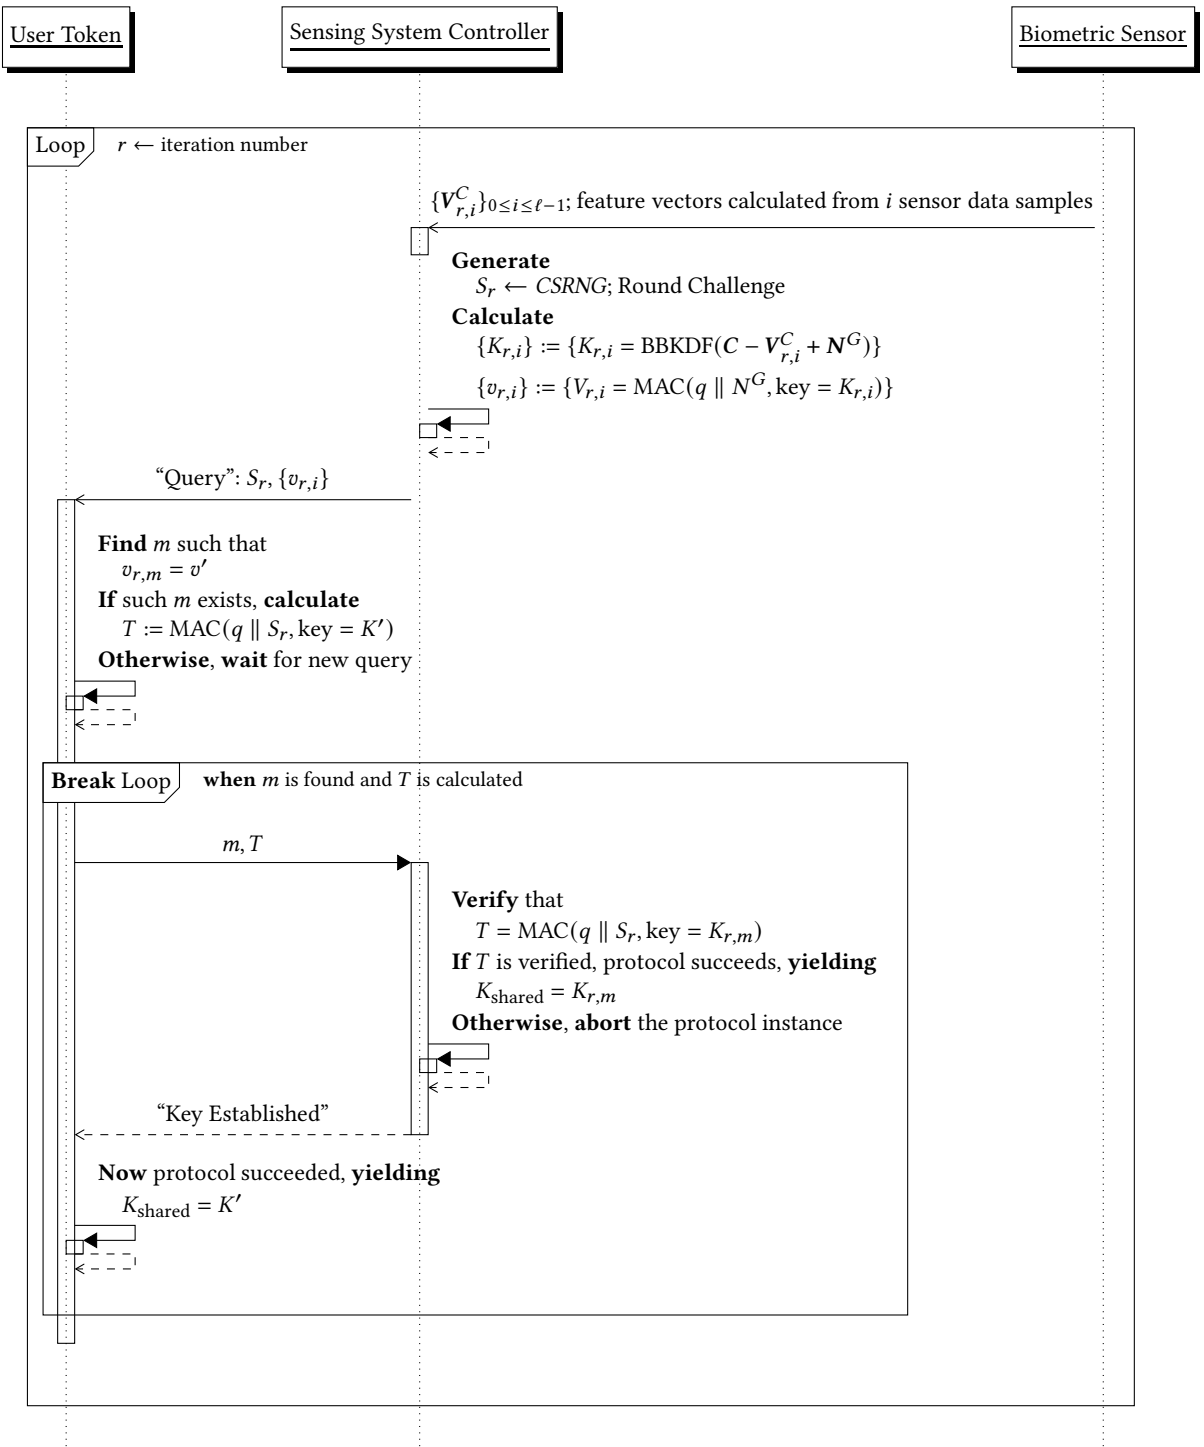 User Token
Sensing System Controller
Biometric Sensor
Loop
r ← iteration number
{V^C_{r,i}}_{0≤i≤ℓ−1}; feature vectors calculated from i sensor data samples
Generate
S_r ← CSRNG; Round Challenge
Calculate
{K_{r,i}} := {K_{r,i} = BBKDF(C − V^C_{r,i} + N^G)}
{v_{r,i}} := {V_{r,i} = MAC(q ∥ N^G, key = K_{r,i})}
“Query”: S_r, {v_{r,i}}
Find m such that
v_{r,m} = v′
If such m exists, calculate
T := MAC(q ∥ S_r, key = K′)
Otherwise, wait for new query
Break Loop
when m is found and T is calculated
m, T
Verify that
T = MAC(q ∥ S_r, key = K_{r,m})
If T is verified, protocol succeeds, yielding
K_shared = K_{r,m}
Otherwise, abort the protocol instance
“Key Established”
Now protocol succeeded, yielding
K_shared = K′